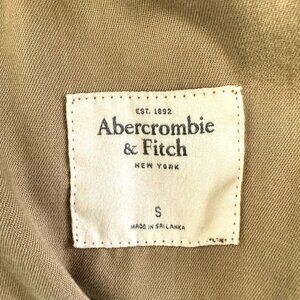 EST. 1892
Abercrombie
& Fitch
NEW YORK
S
MADE IN SRI LANKA